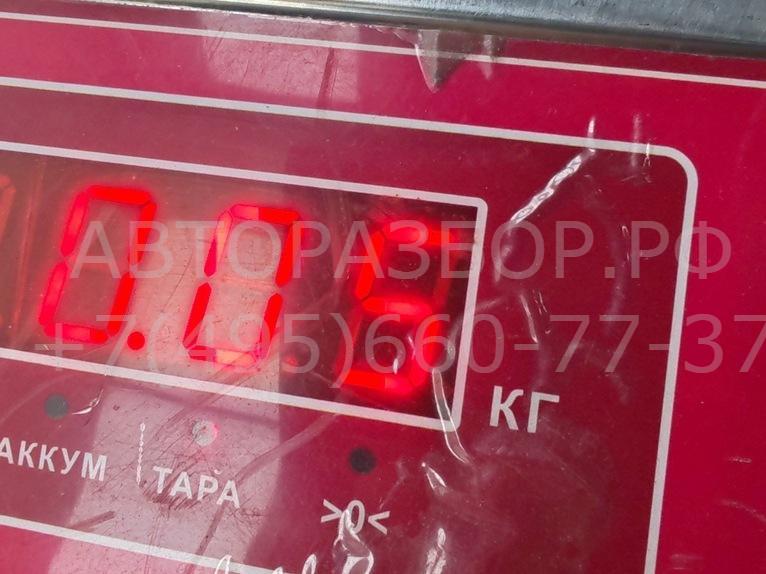 0.05
АВТОРАЗБОР.РФ
+7(495)660-77-37
КГ
АККУМ
ТАРА
>0<